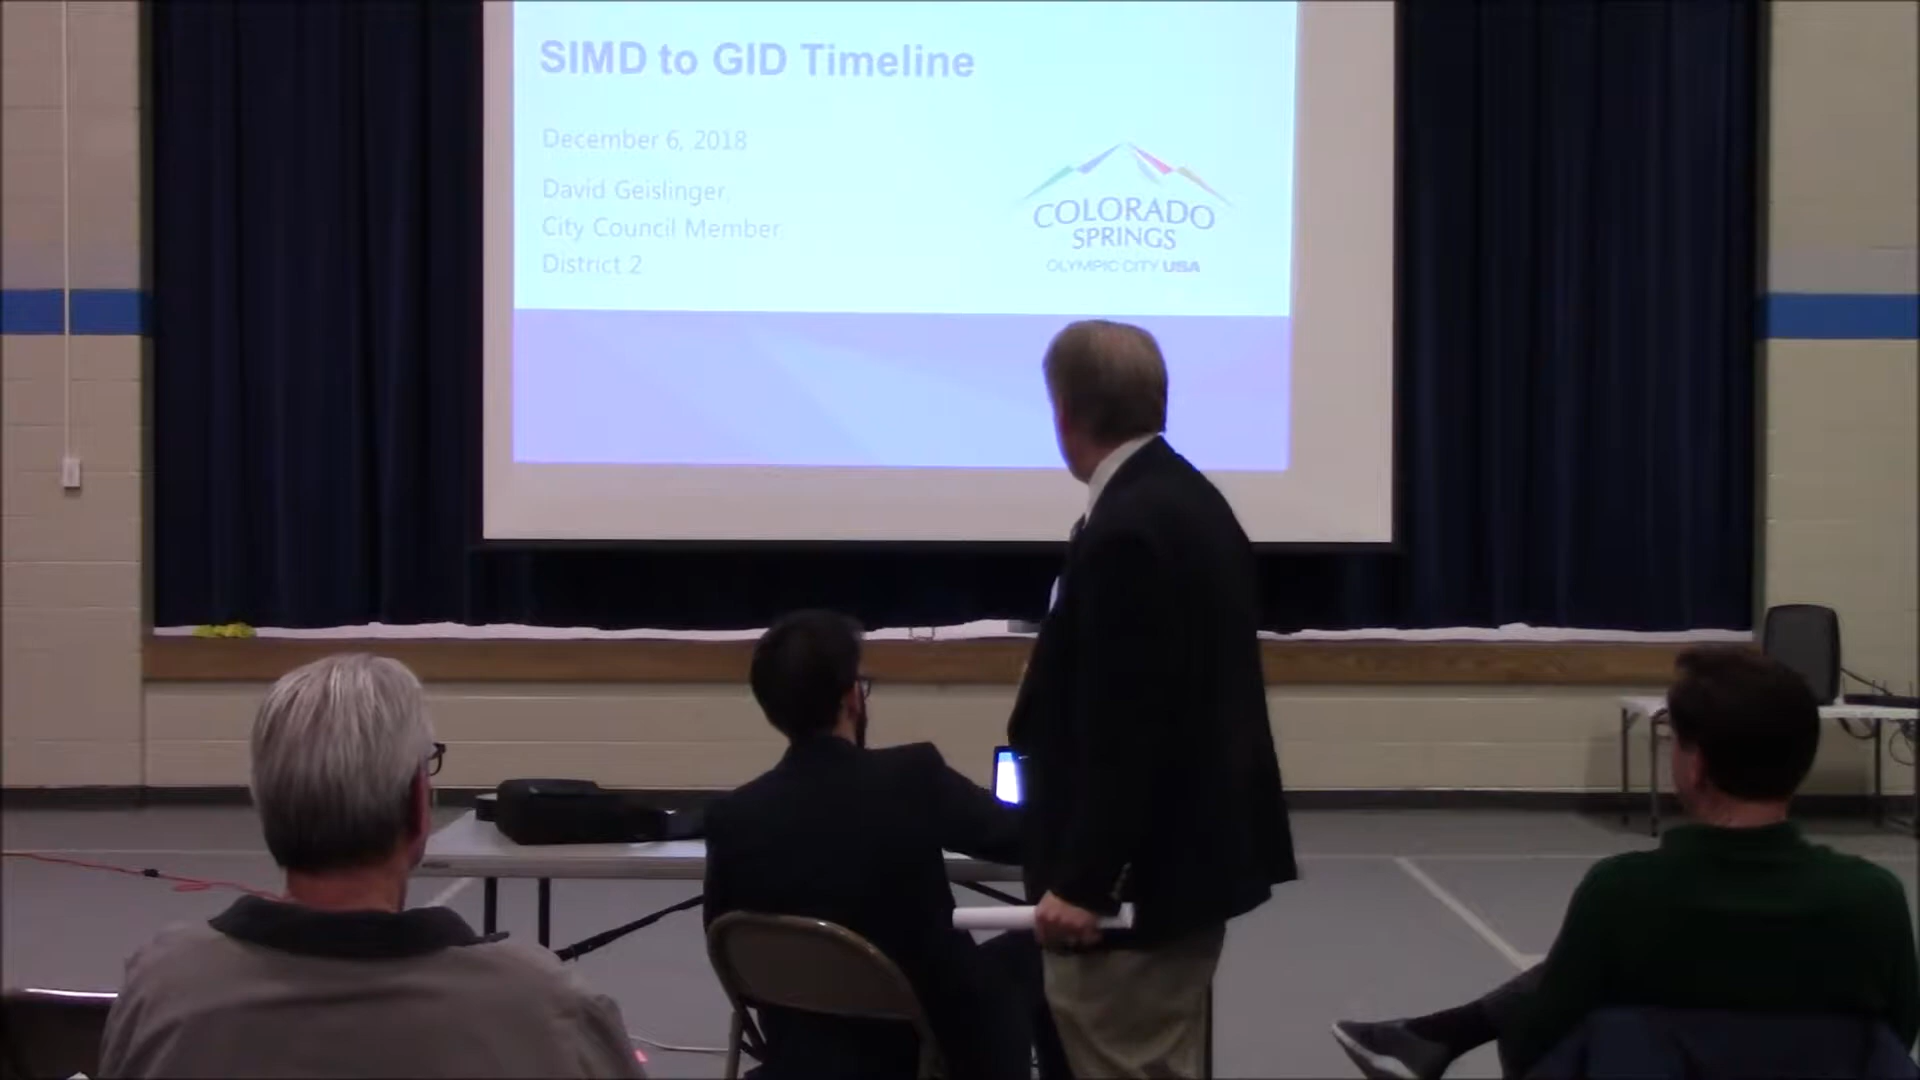 SIMD to GID Timeline
December 6, 2018
David Geislinger,
City Council Member
District 2
COLORADO
SPRINGS
OLYMPIC CITY USA